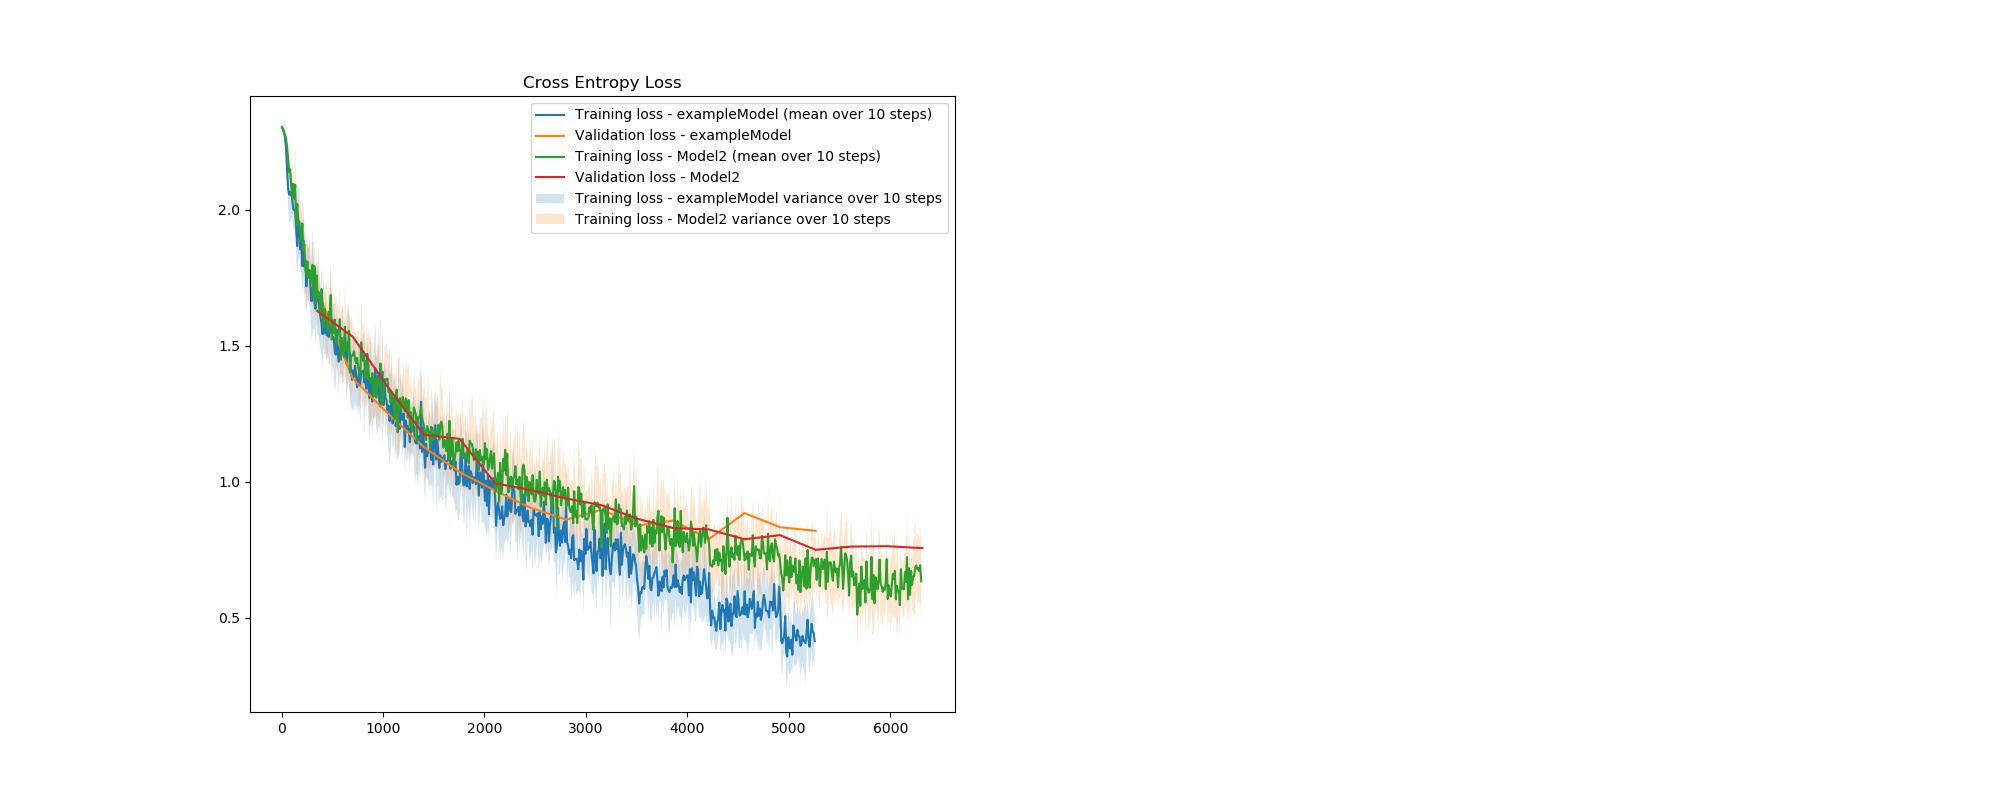 Cross Entropy Loss
Training loss - exampleModel (mean over 10 steps)
Validation loss - exampleModel
Training loss - Model2 (mean over 10 steps)
Validation loss - Model2
Training loss - exampleModel variance over 10 steps
Training loss - Model2 variance over 10 steps
2.0
1.5
1.0
0.5
0 1000 2000 3000 4000 5000 6000